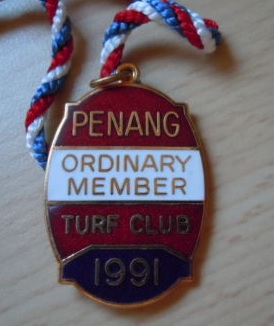 PENANG
ORDINARY
MEMBER
TURF CLUB
1991